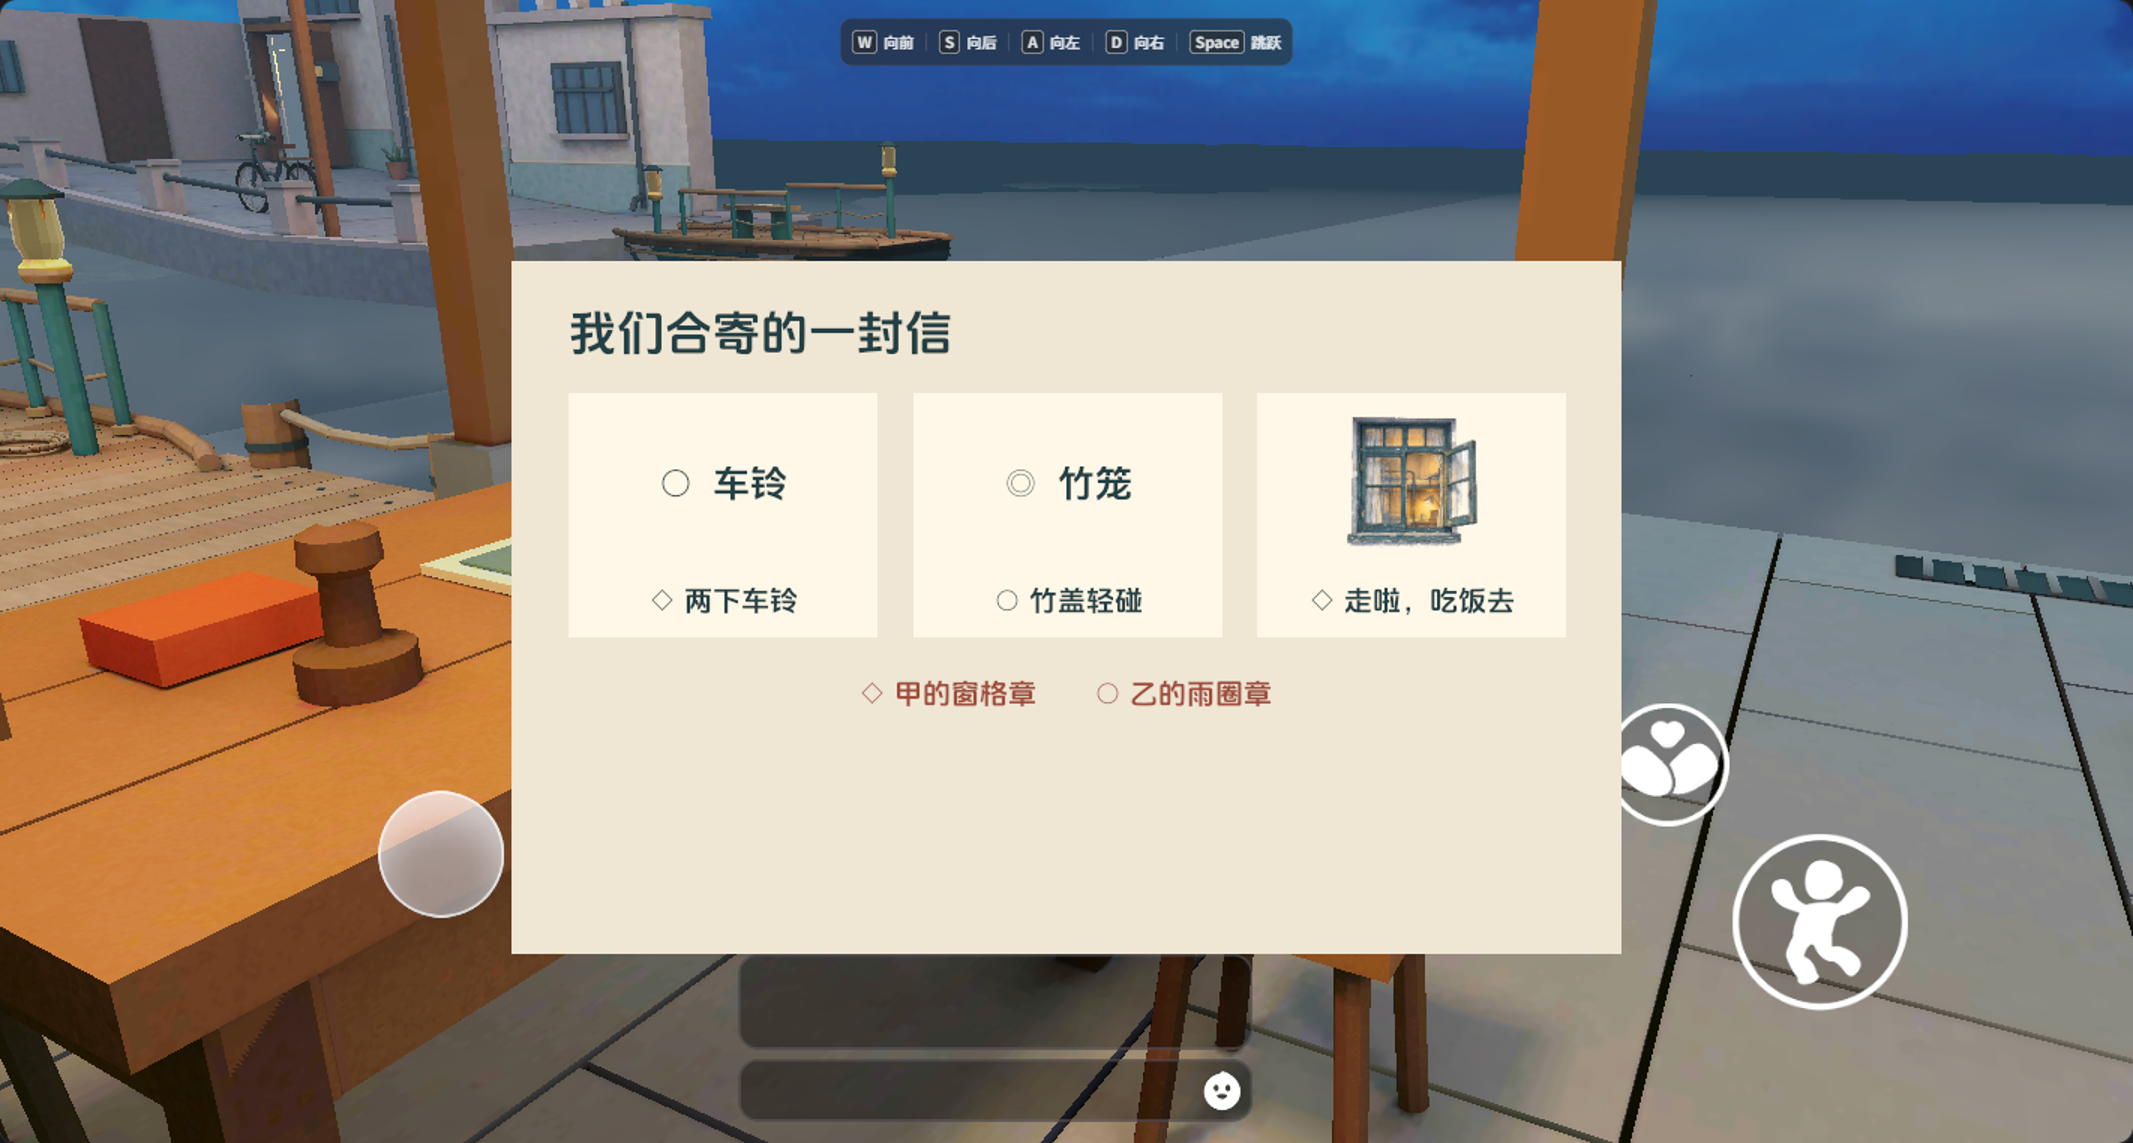 W 向前 S 向后 A 向左 D 向右 Space 跳跃
我们合寄的一封信
○ 车铃
◇ 两下车铃
◎ 竹笼
○ 竹盖轻碰
◇ 走啦，吃饭去
◇ 甲的窗格章 ○ 乙的雨圈章